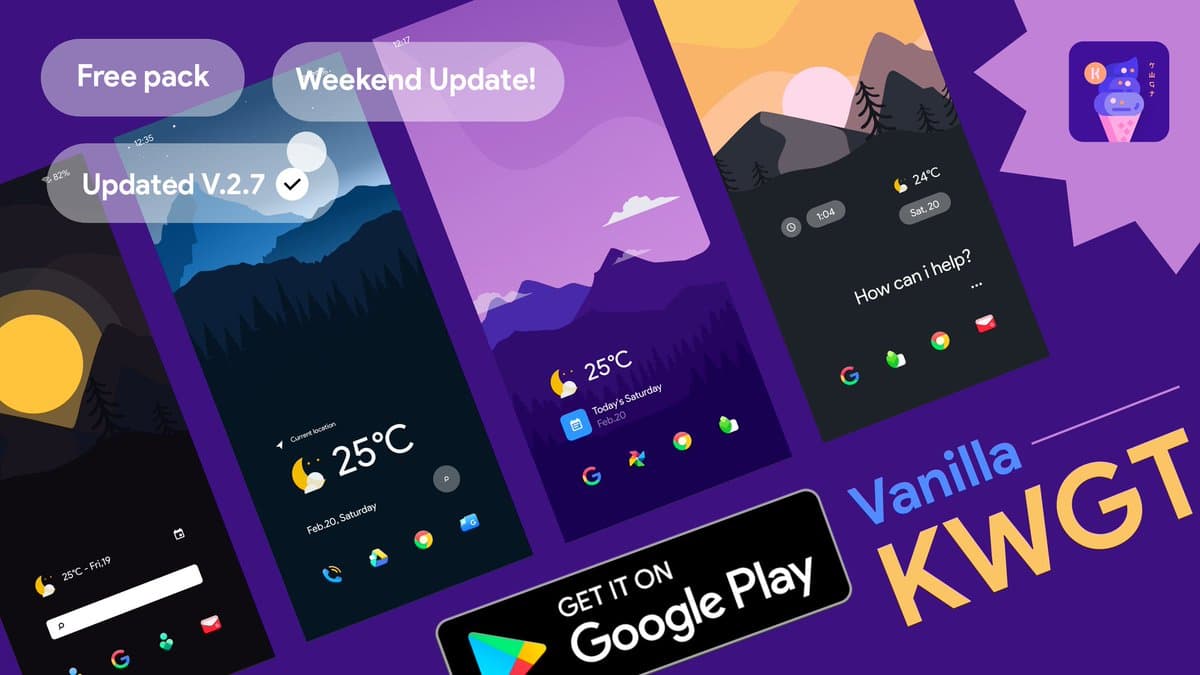 Free pack
Weekend Update!
Updated V.2.7
82%
25°C - Fri,19
12:35
Current location
25°C
Feb.20, Saturday
12:17
25°C
Today's Saturday
Feb.20
1:04
24°C
Sat, 20
How can i help?
...
GET IT ON
Google Play
Vanilla
KWGT
K